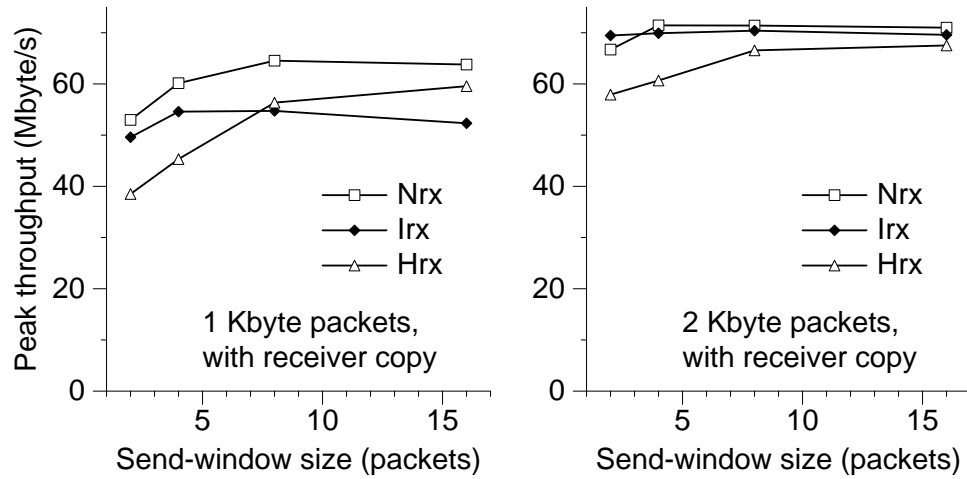 Peak throughput (Mbyte/s)
60
40
20
0
Nrx
Irx
Hrx
1 Kbyte packets,
with receiver copy
5 10 15
Send-window size (packets)
60
40
20
0
Nrx
Irx
Hrx
2 Kbyte packets,
with receiver copy
5 10 15
Send-window size (packets)